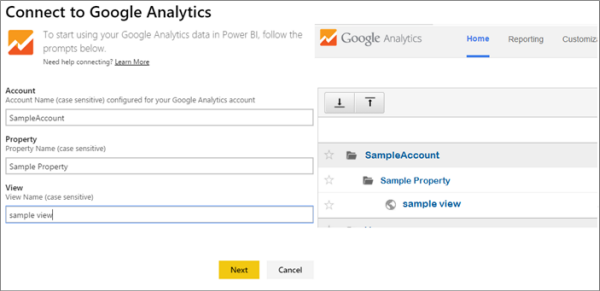 Connect to Google Analytics
To start using your Google Analytics data in Power BI, follow the
prompts below.
Need help connecting? Learn More
Account
Account Name (case sensitive) configured for your Google Analytics account
SampleAccount
Property
Property Name (case sensitive)
Sample Property
View
View Name (case sensitive)
sample view
Next Cancel
Google Analytics Home Reporting Customiza
SampleAccount
Sample Property
sample view